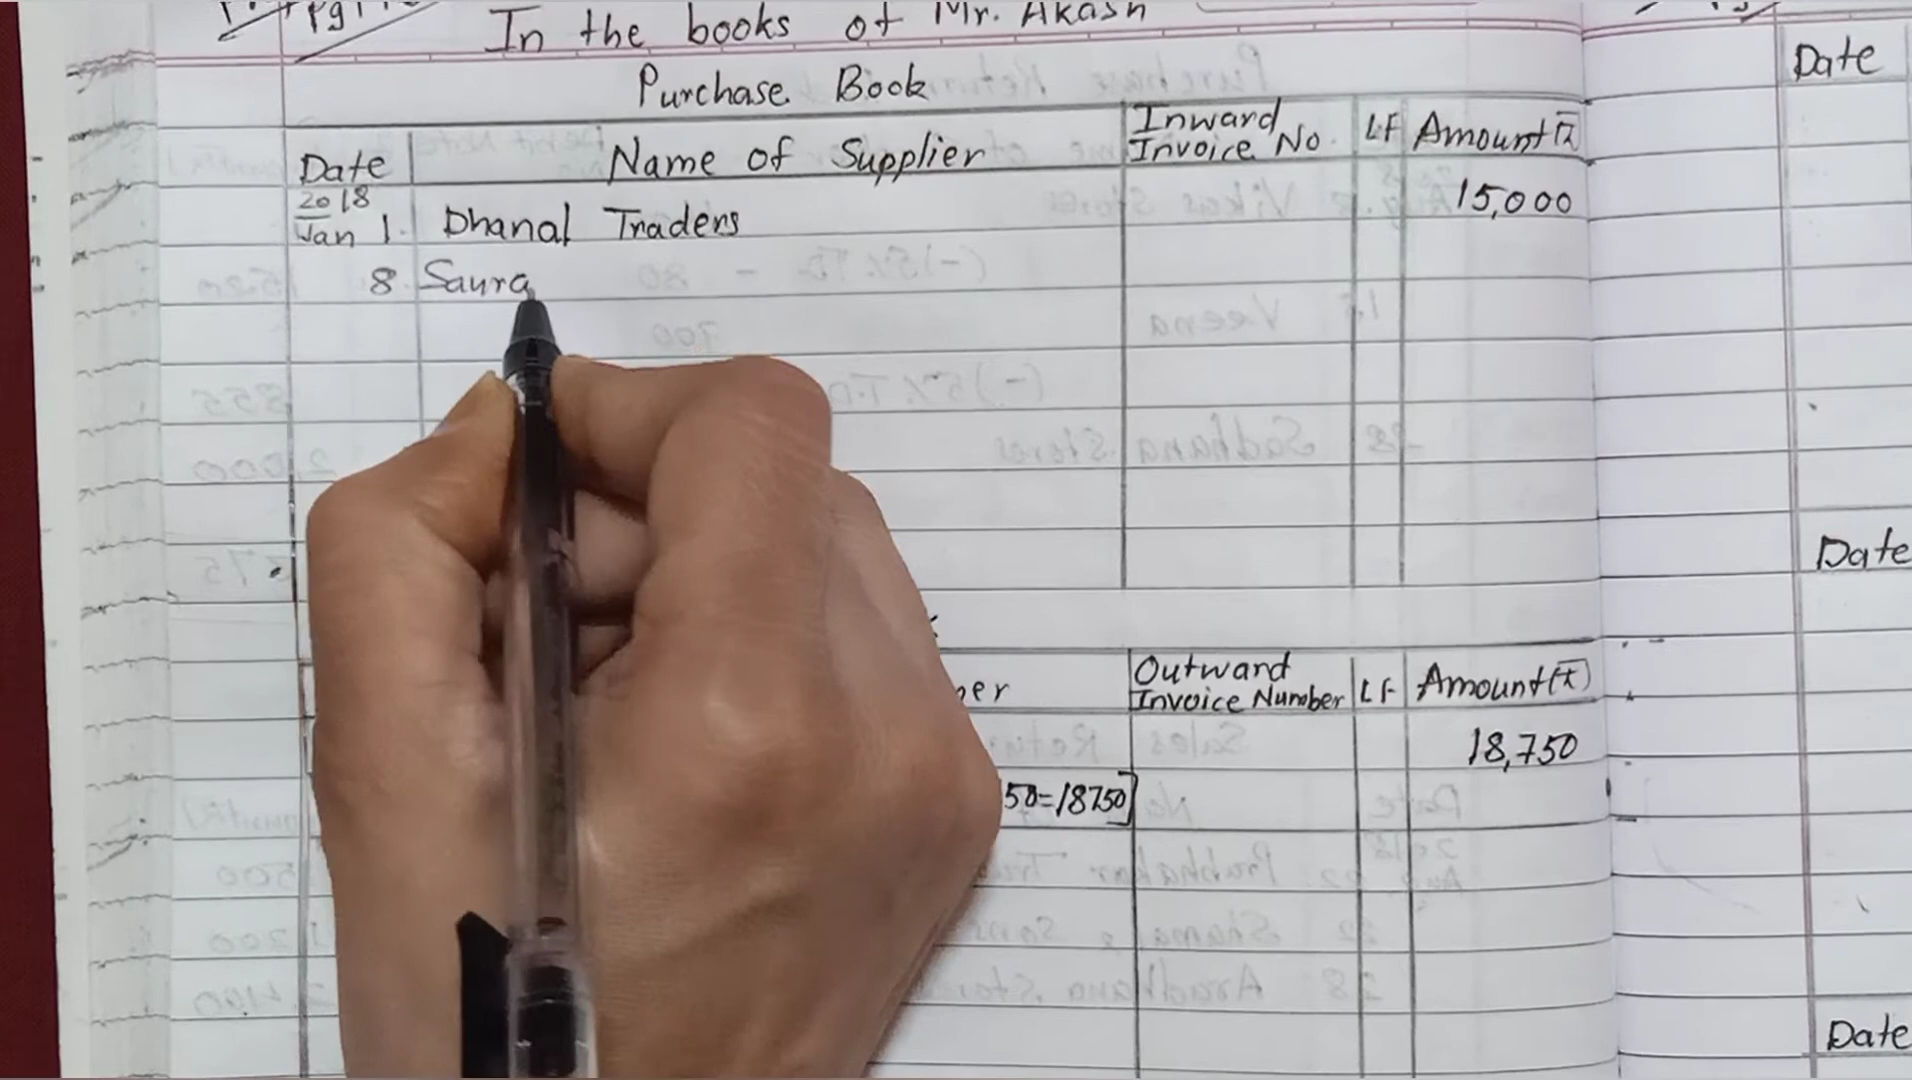 Pg
In the books of Mr. Akash
Purchase Book
Date Name of Supplier Inward Invoice No. LF Amount(₹)
2018
Jan 1. Dhanal Traders 15,000
8. Saura
Outward Invoice Number LF Amount(₹)
18,750
50=18750]
Date
Date
Date